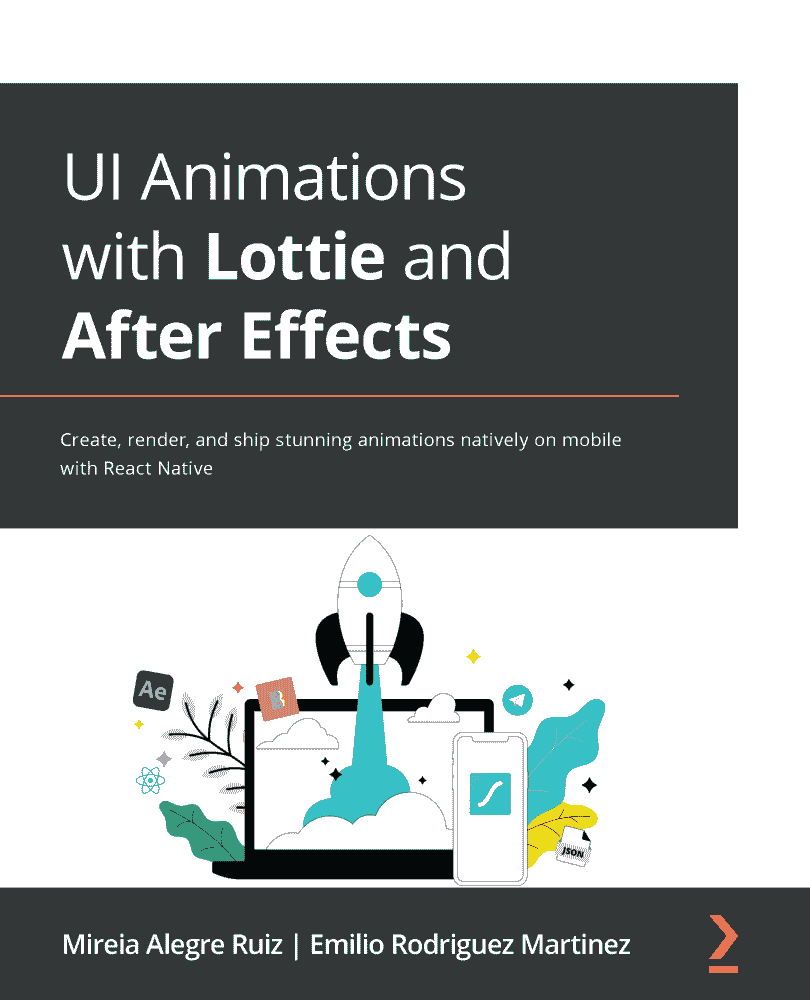 UI Animations
with Lottie and
After Effects
Create, render, and ship stunning animations natively on mobile
with React Native
Ae
B
JSON
Mireia Alegre Ruiz | Emilio Rodriguez Martinez